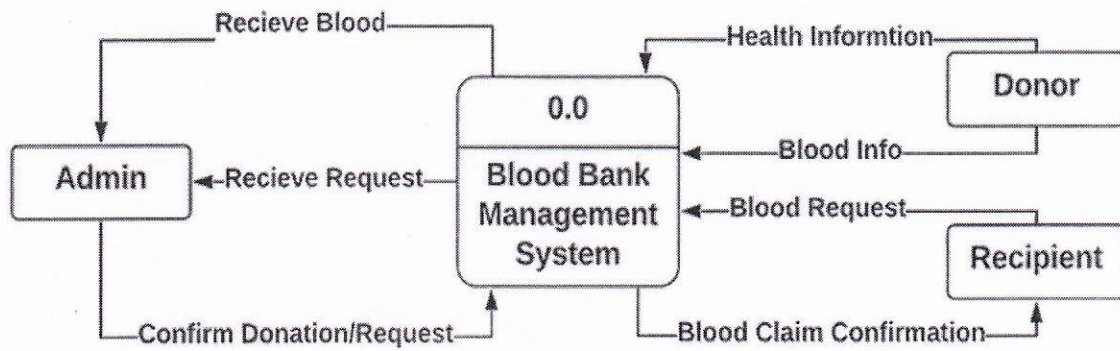 Recieve Blood
Health Informtion
Donor
0.0
Blood Info
Admin
Recieve Request
Blood Bank
Management
System
Blood Request
Recipient
Confirm Donation/Request
Blood Claim Confirmation